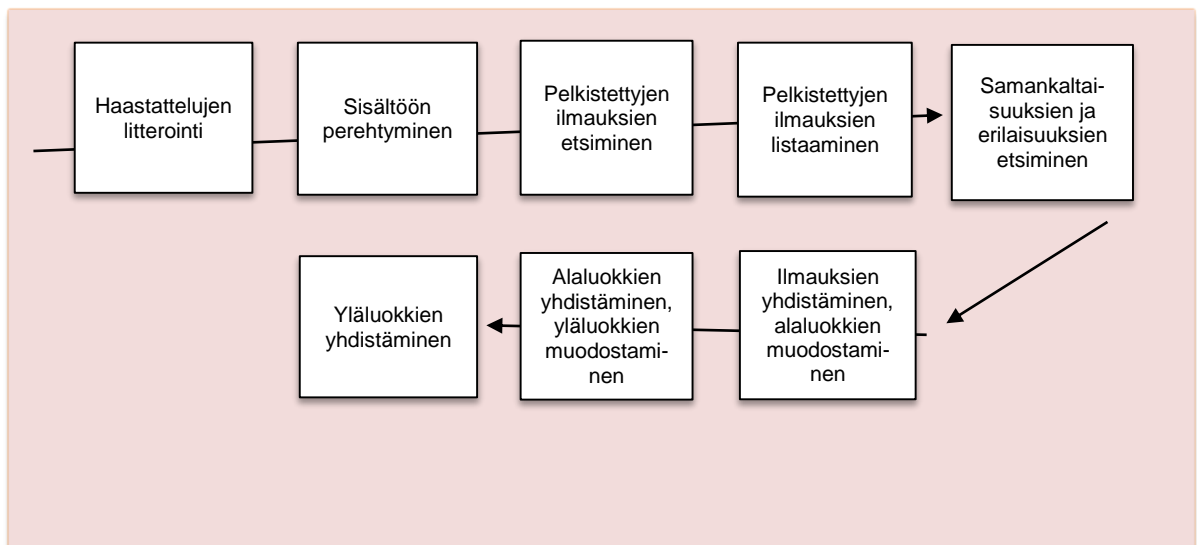 Haastattelujen
litterointi
Sisältöön
perehtyminen
Pelkistettyjen
ilmauksien
etsiminen
Pelkistettyjen
ilmauksien
listaaminen
Samankaltai-
suuksien ja
erilaisuuksien
etsiminen
Ilmauksien
yhdistäminen,
alaluokkien
muodostami-
nen
Alaluokkien
yhdistäminen,
yläluokkien
muodostami-
nen
Yläluokkien
yhdistäminen